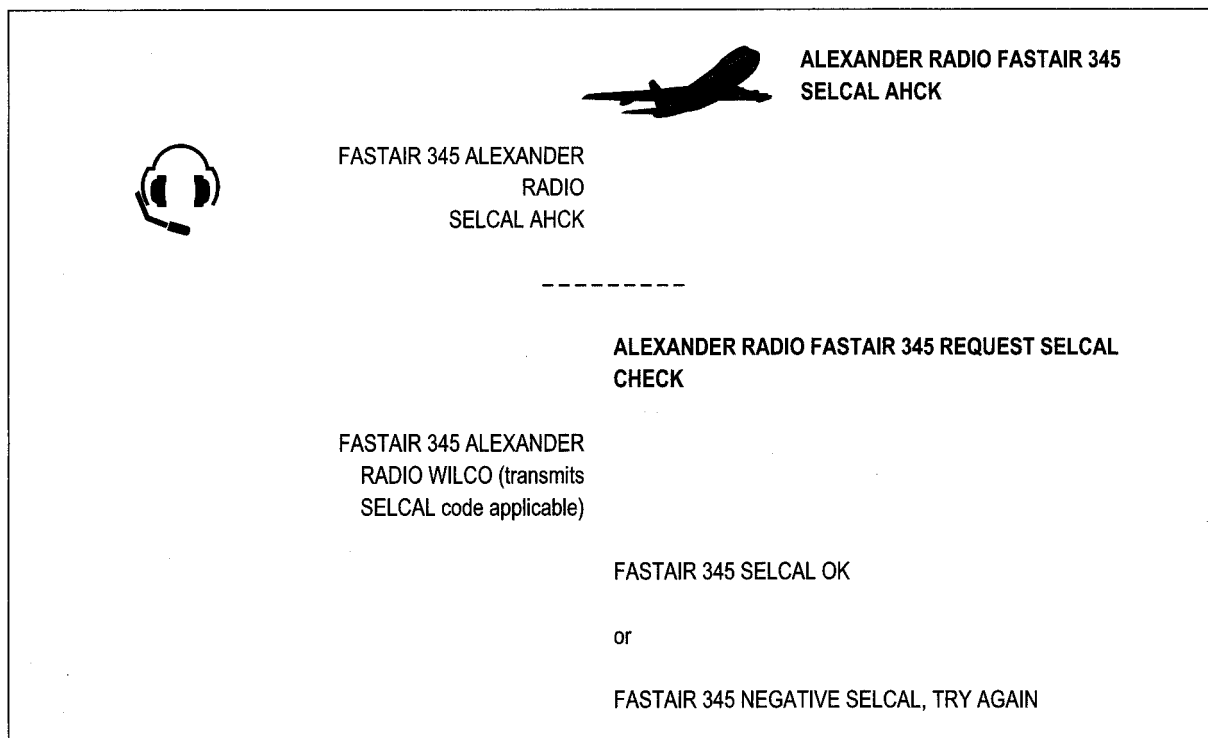 ALEXANDER RADIO FASTAIR 345
SELCAL AHCK
FASTAIR 345 ALEXANDER
RADIO
SELCAL AHCK
---------
ALEXANDER RADIO FASTAIR 345 REQUEST SELCAL
CHECK
FASTAIR 345 ALEXANDER
RADIO WILCO (transmits
SELCAL code applicable)
FASTAIR 345 SELCAL OK
or
FASTAIR 345 NEGATIVE SELCAL, TRY AGAIN